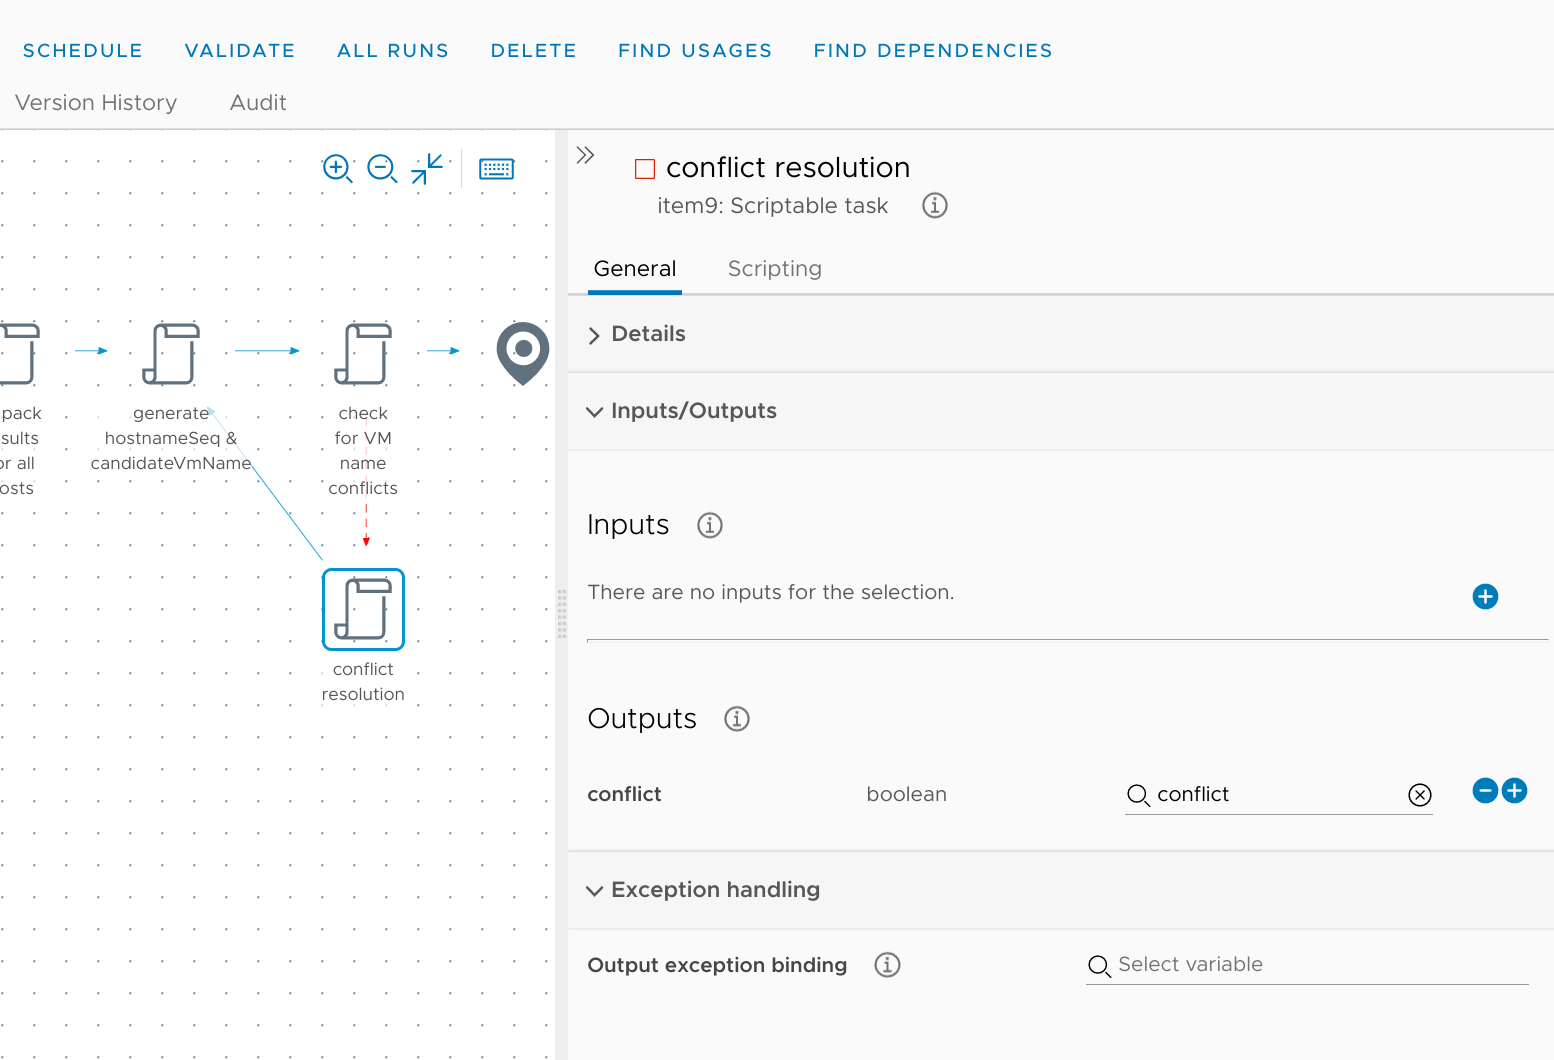 SCHEDULE VALIDATE ALL RUNS DELETE FIND USAGES FIND DEPENDENCIES
Version History Audit
conflict resolution
item9: Scriptable task
General Scripting
Details
Inputs/Outputs
Inputs
There are no inputs for the selection.
Outputs
conflict boolean conflict
Exception handling
Output exception binding Select variable
pack
sults
or all
osts
generate
hostnameSeq &
candidateVmName
check
for VM
name
conflicts
conflict
resolution